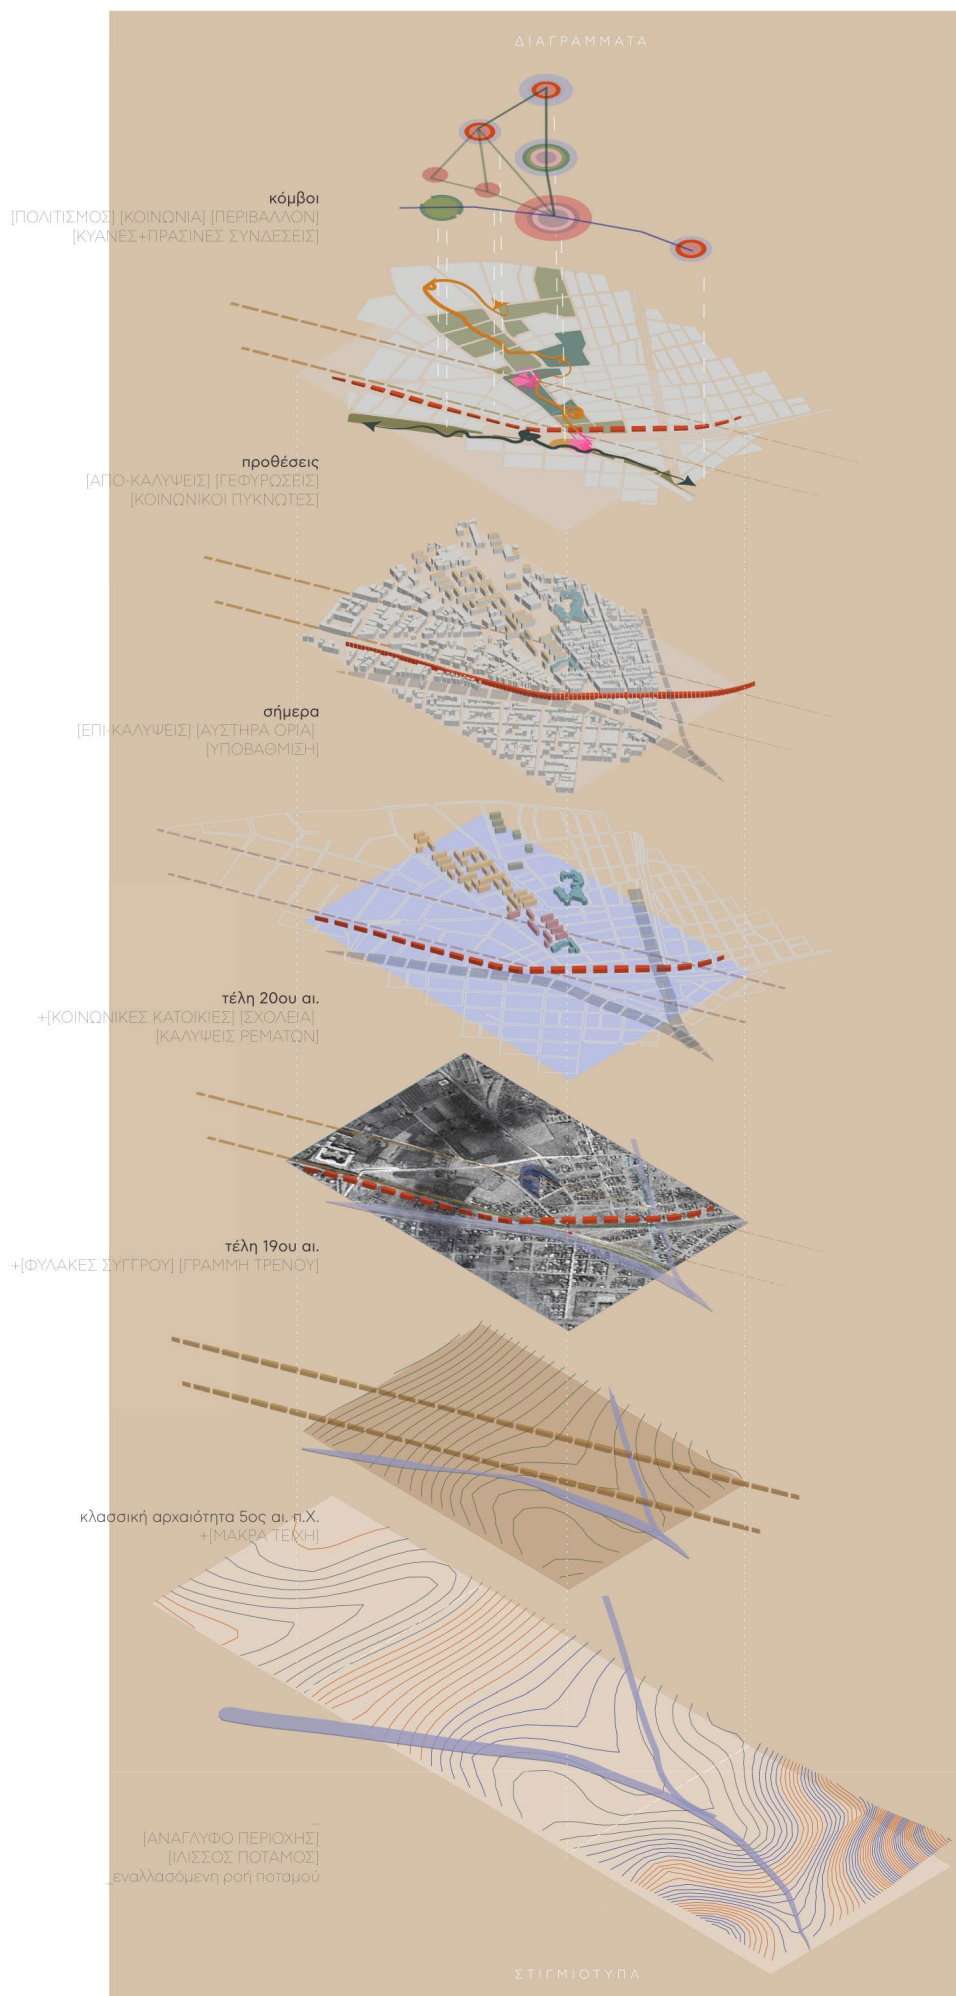 ΔΙΑΓΡΑΜΜΑΤΑ
κόμβοι
[ΠΟΛΙΤΙΣΜΟΣ] [ΚΟΙΝΩΝΙΑ] [ΠΕΡΙΒΑΛΛΟΝ]
[ΚΥΑΝΕΣ+ΠΡΑΣΙΝΕΣ ΣΥΝΔΕΣΕΙΣ]
προθέσεις
[ΑΠΟ-ΚΑΛΥΨΕΙΣ] [ΓΕΦΥΡΩΣΕΙΣ]
[ΚΟΙΝΩΝΙΚΟΙ ΠΥΚΝΩΤΕΣ]
σήμερα
[ΕΠΙ-ΚΑΛΥΨΕΙΣ] [ΑΥΣΤΗΡΑ ΟΡΙΑ]
[ΥΠΟΒΑΘΜΙΣΗ]
τέλη 20ου αι.
+[ΚΟΙΝΩΝΙΚΕΣ ΚΑΤΟΙΚΙΕΣ] [ΣΧΟΛΕΙΑ]
[ΚΑΛΥΨΕΙΣ ΡΕΜΑΤΩΝ]
τέλη 19ου αι.
+[ΦΥΛΑΚΕΣ ΣΥΓΓΡΟΥ] [ΓΡΑΜΜΗ ΤΡΕΝΟΥ]
κλασσική αρχαιότητα 5ος αι. π.Χ.
+[ΜΑΚΡΑ ΤΕΙΧΗ]
...
[ΑΝΑΓΛΥΦΟ ΠΕΡΙΟΧΗΣ]
[ΙΛΙΣΣΟΣ ΠΟΤΑΜΟΣ]
_εναλλασόμενη ροή ποταμού
ΣΤΙΓΜΙΟΤΥΠΑ